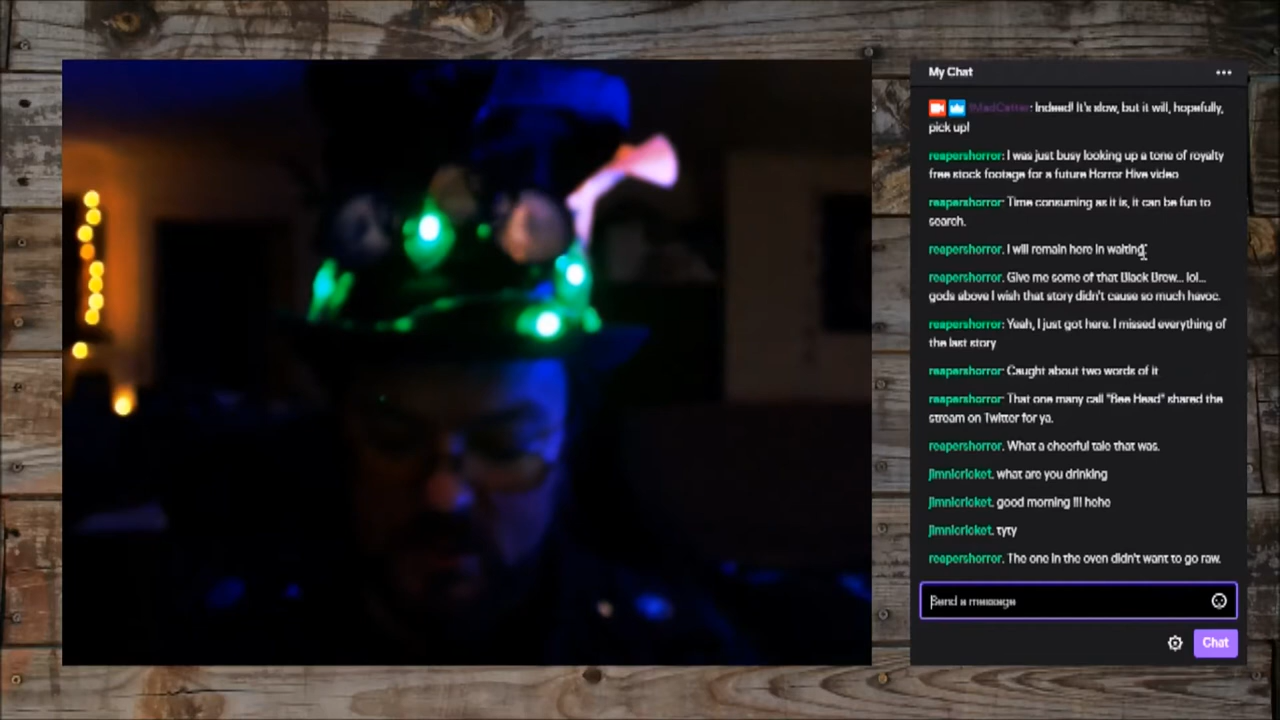 My Chat
!MadCatter: Indeed! It's slow, but it will, hopefully,
pick up!
reapershorror: I was just busy looking up a tone of royalty
free stock footage for a future Horror Hive video
reapershorror: Time consuming as it is, it can be fun to
search.
reapershorror: I will remain here in waiting.
reapershorror: Give me some of that Black Brew... lol...
gods above I wish that story didn't cause so much havoc.
reapershorror: Yeah, I just got here. I missed everything of
the last story
reapershorror: Caught about two words of it
reapershorror: That one many call "Bee Head" shared the
stream on Twitter for ya.
reapershorror: What a cheerful tale that was.
jimnicricket: what are you drinking
jimnicricket: good morning !!! hehe
jimnicricket: tyty
reapershorror: The one in the oven didn't want to go raw.
Send a message
Chat